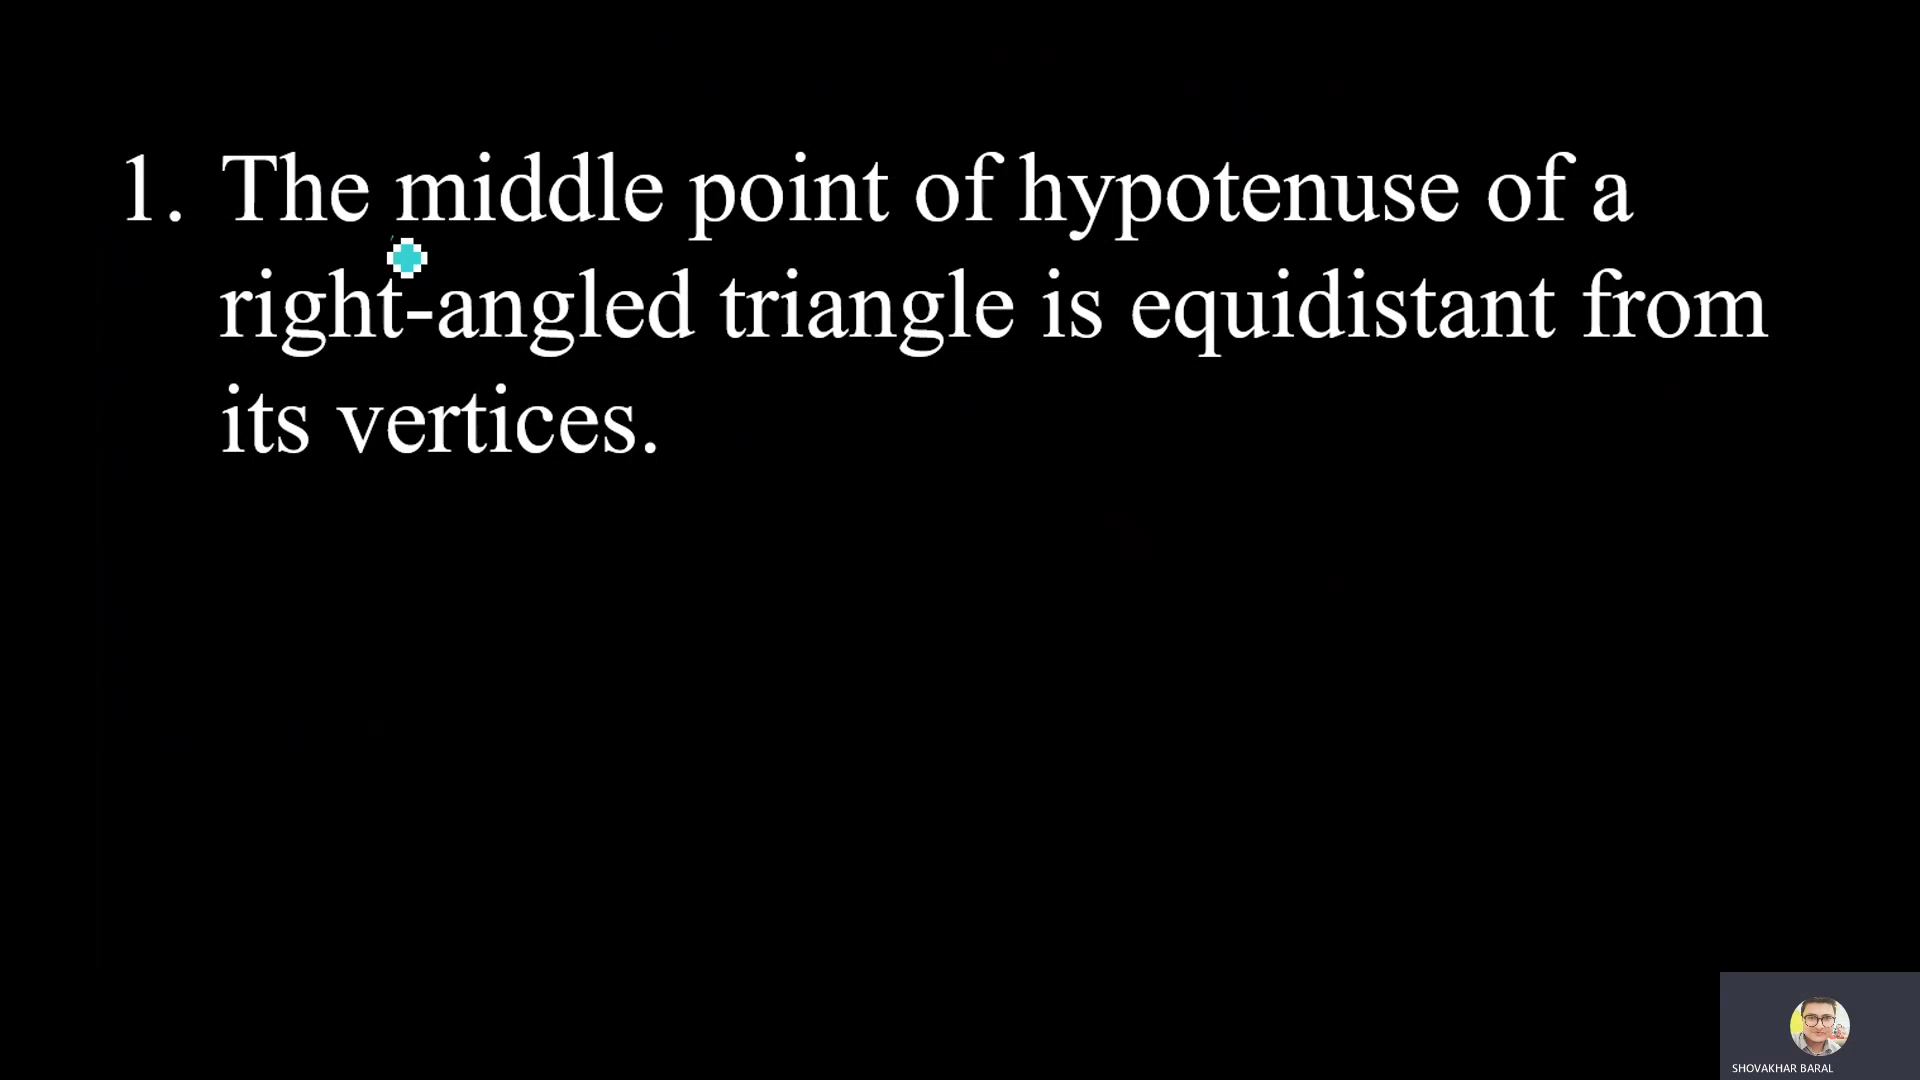 1. The middle point of hypotenuse of a
right-angled triangle is equidistant from
its vertices.
SHOVAKHAR BARAL